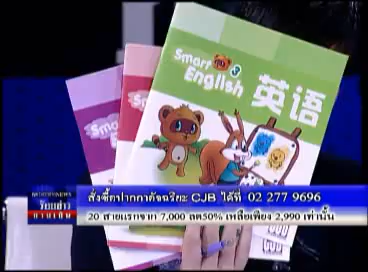 Smart
English 3
英语
Smart
Smart
สั่งซื้อปากกาอัจฉริยะ CJB ได้ที่ 02 277 9696
20 สายแรกจาก 7,000 ลด50% เหลือเพียง 2,990 เท่านั้น